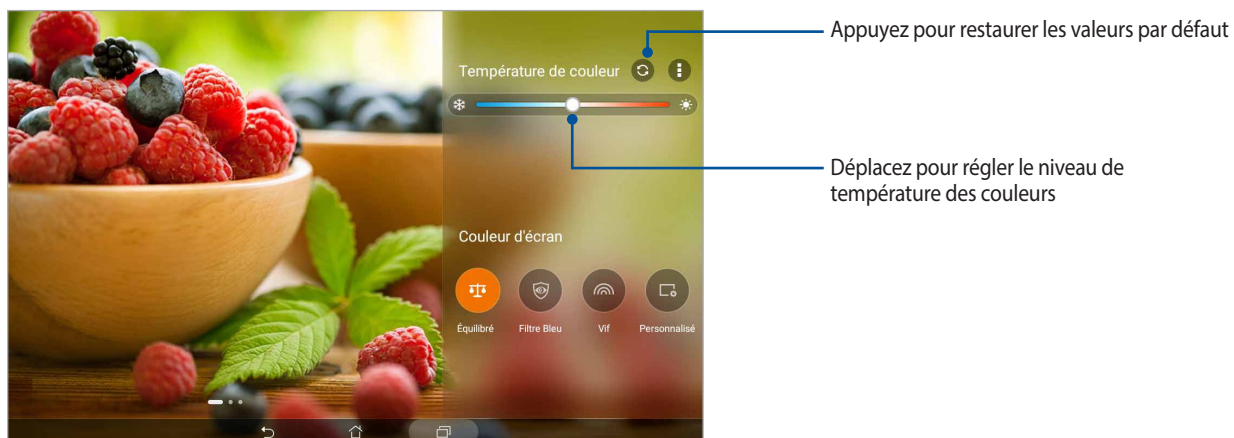 Appuyez pour restaurer les valeurs par défaut
Température de couleur
Déplacez pour régler le niveau de
température des couleurs
Couleur d'écran
Équilibré
Filtre Bleu
Vif
Personnalisé